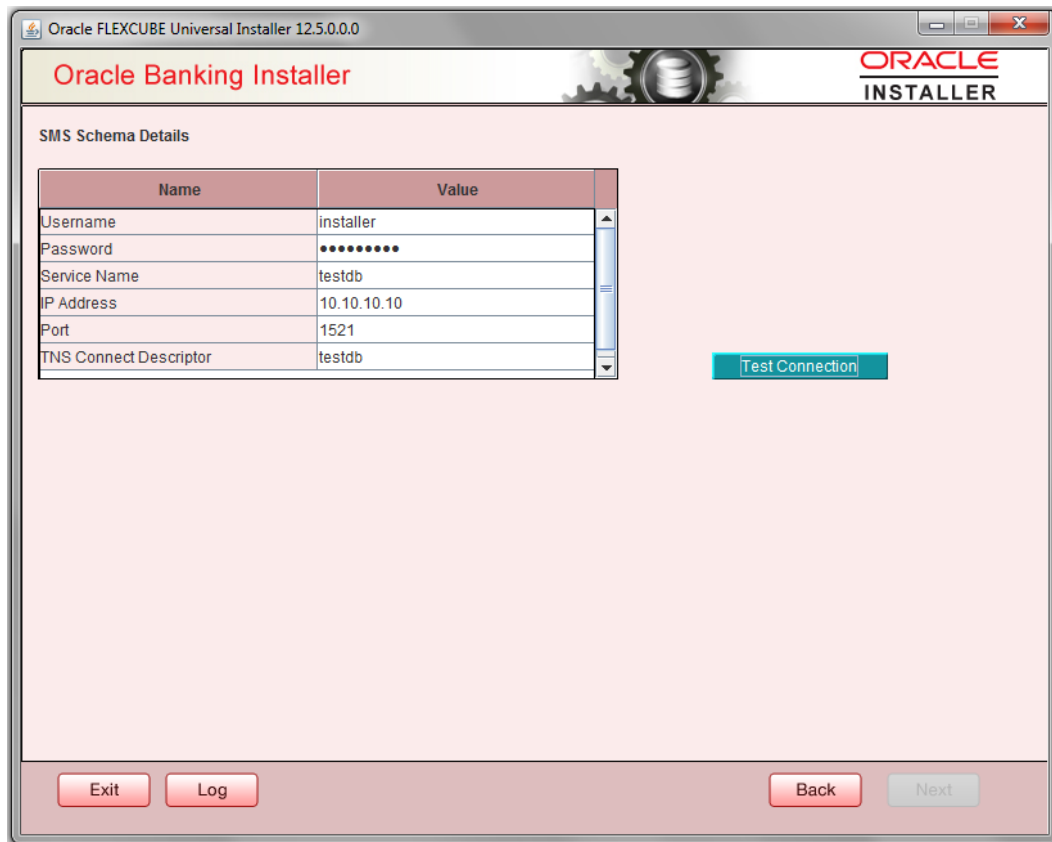 Oracle FLEXCUBE Universal Installer 12.5.0.0.0
Oracle Banking Installer
ORACLE
INSTALLER
SMS Schema Details
Name Value
Username installer
Password •••••••••
Service Name testdb
IP Address 10.10.10.10
Port 1521
TNS Connect Descriptor testdb
Test Connection
Exit Log Back Next